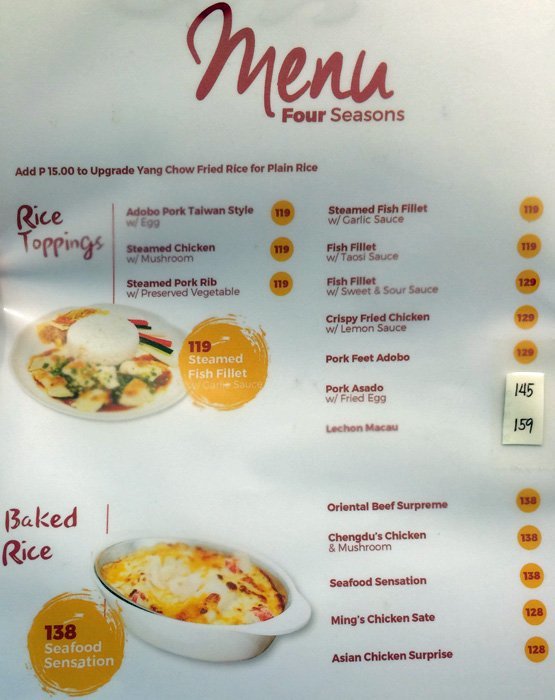 Menu
Four Seasons
Add P 15.00 to Upgrade Yang Chow Fried Rice for Plain Rice
Rice
Toppings
Adobo Pork Taiwan Style 119
w/ Egg
Steamed Chicken 119
w/ Mushroom
Steamed Pork Rib 119
w/ Preserved Vegetable
119
Steamed
Fish Fillet
w/ Garlic Sauce
Steamed Fish Fillet 119
w/ Garlic Sauce
Fish Fillet 119
w/ Taosi Sauce
Fish Fillet 129
w/ Sweet & Sour Sauce
Crispy Fried Chicken 129
w/ Lemon Sauce
Pork Feet Adobo 129
Pork Asado 145
w/ Fried Egg
Lechon Macau 159
Baked
Rice
138
Seafood
Sensation
Oriental Beef Surpreme 138
Chengdu's Chicken 138
& Mushroom
Seafood Sensation 138
Ming's Chicken Sate 128
Asian Chicken Surprise 128